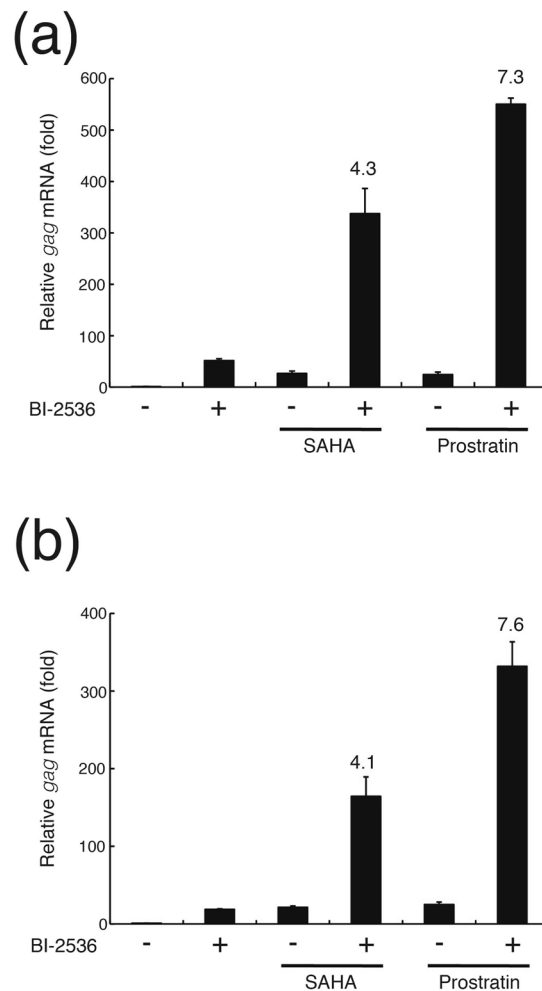 (a)
Relative gag mRNA (fold)
600
500
400
300
200
100
0
4.3
7.3
BI-2536 - + - + - +
SAHA Prostratin
(b)
Relative gag mRNA (fold)
400
300
200
100
0
4.1
7.6
BI-2536 - + - + - +
SAHA Prostratin